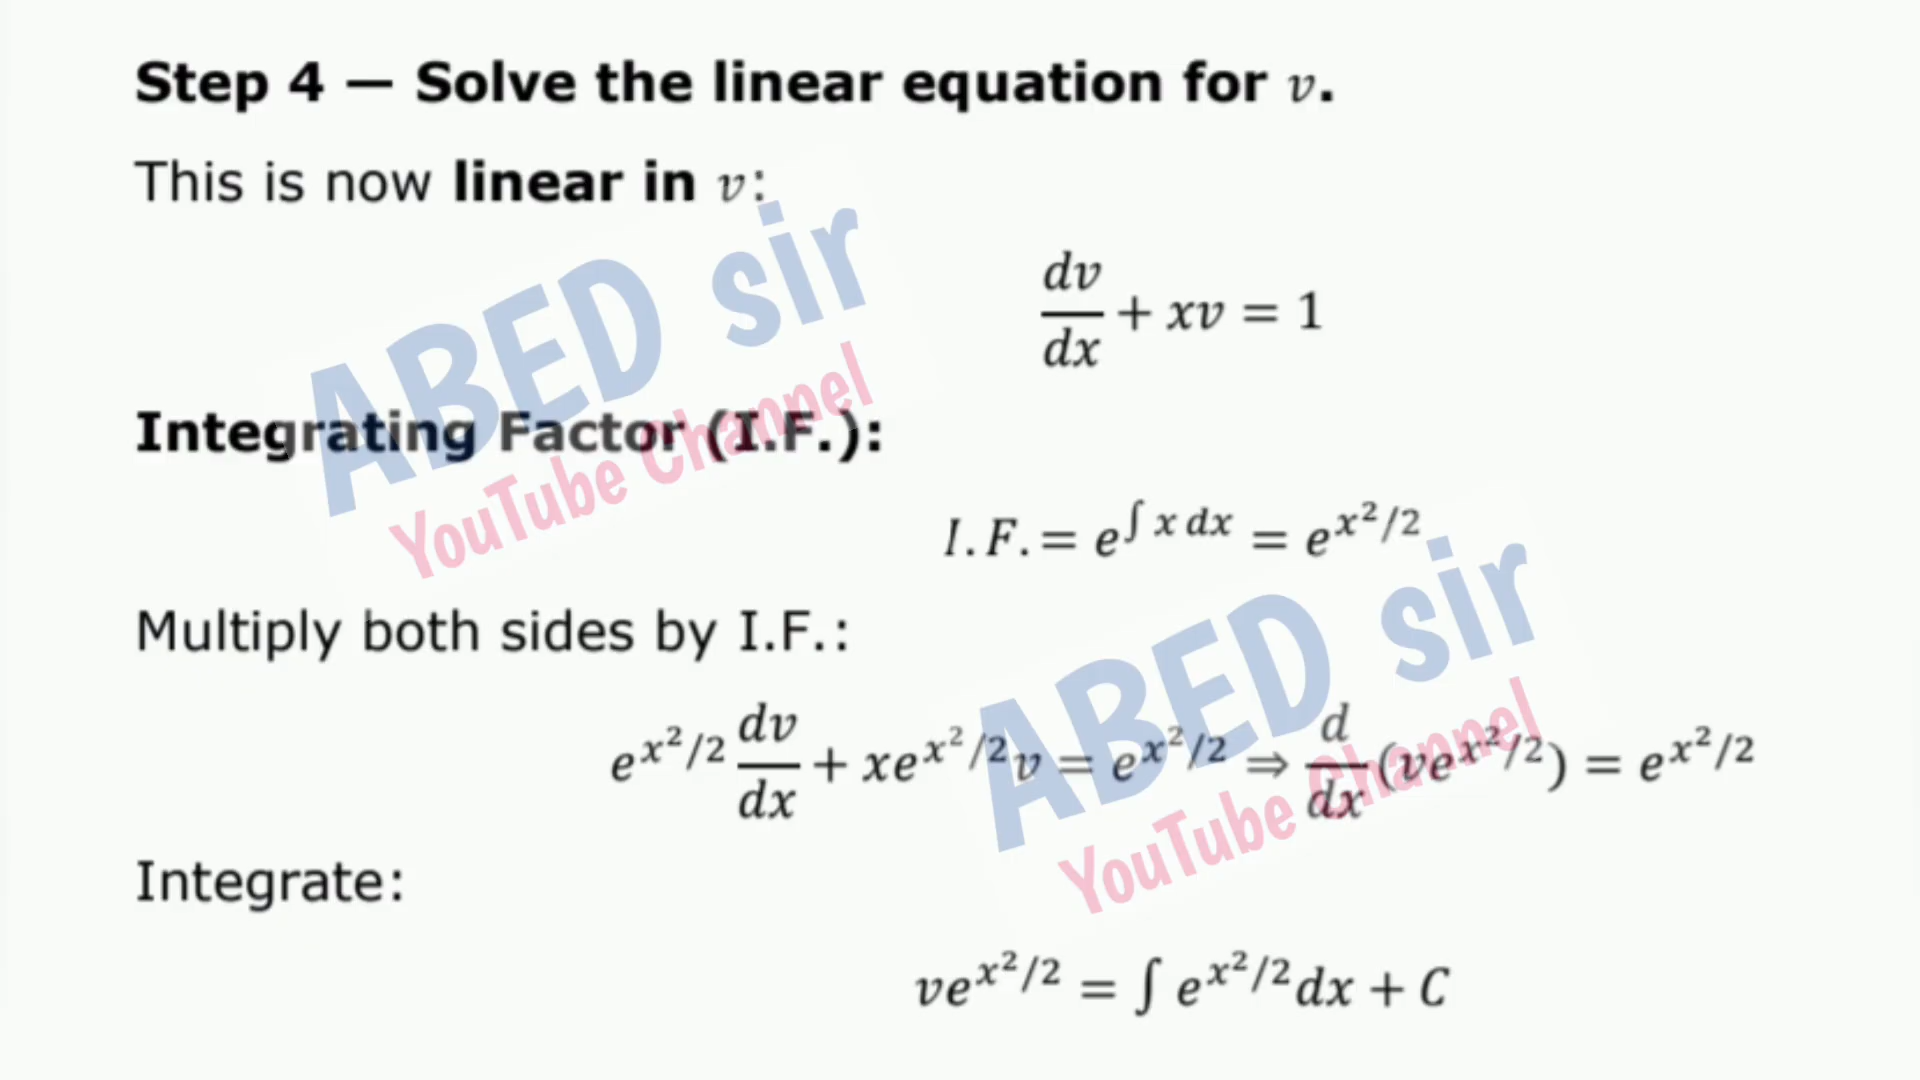 Step 4 — Solve the linear equation for v.
This is now linear in v:
dv/dx + xv = 1
Integrating Factor (I.F.):
I.F. = e^{∫ x dx} = e^{x²/2}
Multiply both sides by I.F.:
e^{x²/2} dv/dx + xe^{x²/2}v = e^{x²/2} ⇒ d/dx (ve^{x²/2}) = e^{x²/2}
Integrate:
ve^{x²/2} = ∫ e^{x²/2}dx + C
ABED sir
YouTube Channel
ABED sir
YouTube Channel